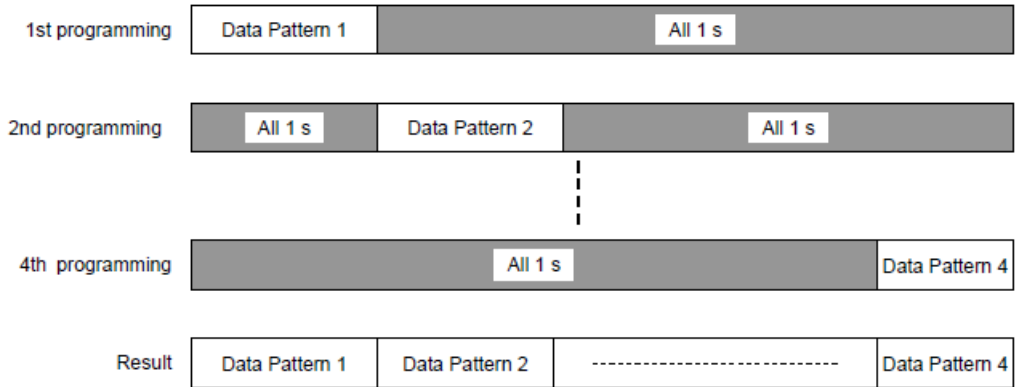 1st programming Data Pattern 1 All 1 s
2nd programming All 1 s Data Pattern 2 All 1 s
4th programming All 1 s Data Pattern 4
Result Data Pattern 1 Data Pattern 2 Data Pattern 4